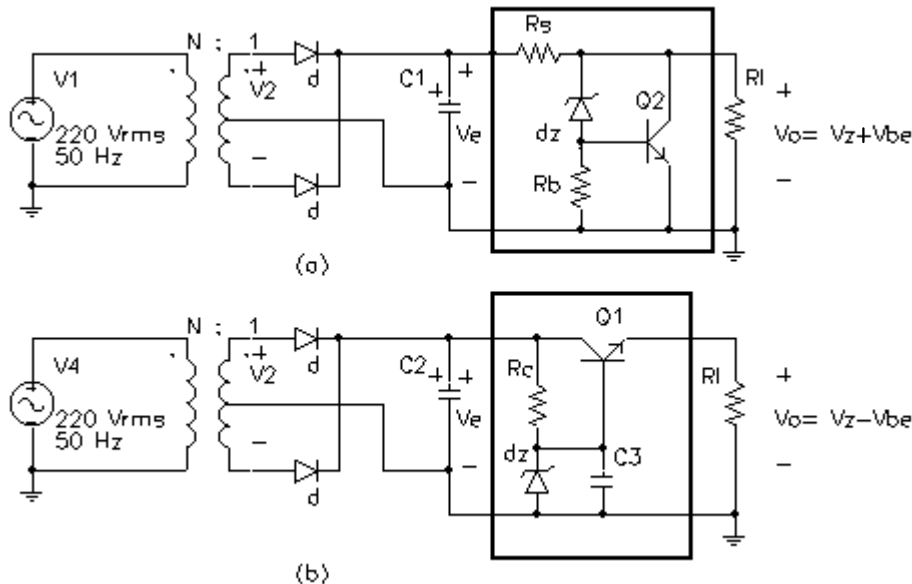 N : 1
V1
220 Vrms
50 Hz
+
V2
−
d
d
C1
+
+
Ve
−
Rs
dz
Rb
Q2
Rl
+
Vo= Vz+Vbe
−
(a)
N : 1
V4
220 Vrms
50 Hz
+
V2
−
d
d
C2
+
+
Ve
−
Rc
dz
Q1
C3
Rl
+
Vo= Vz−Vbe
−
(b)